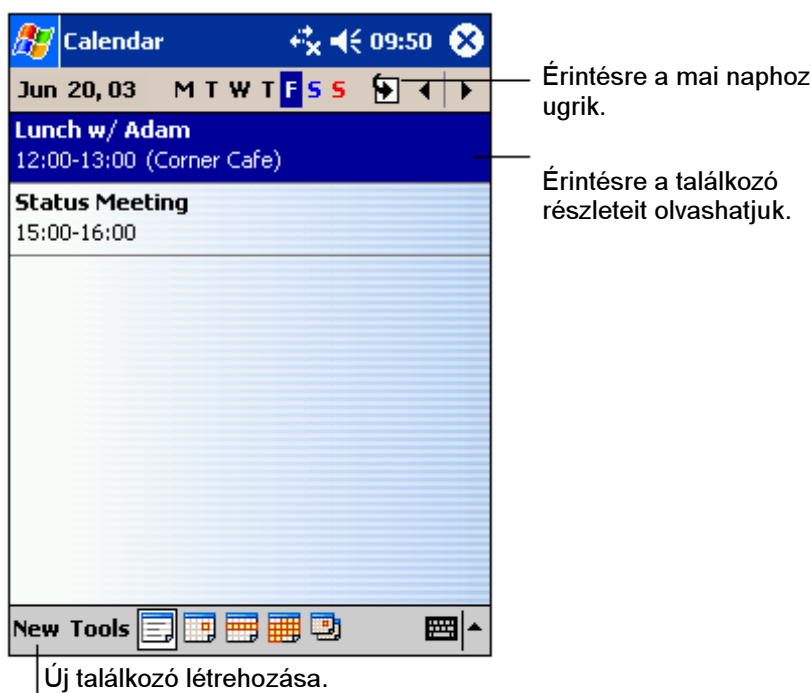 Calendar 09:50
Jun 20, 03 M T W T F S S
Érintésre a mai naphoz
ugrik.
Lunch w/ Adam
12:00-13:00 (Corner Cafe)
Érintésre a találkozó
részleteit olvashatjuk.
Status Meeting
15:00-16:00
New Tools
Új találkozó létrehozása.